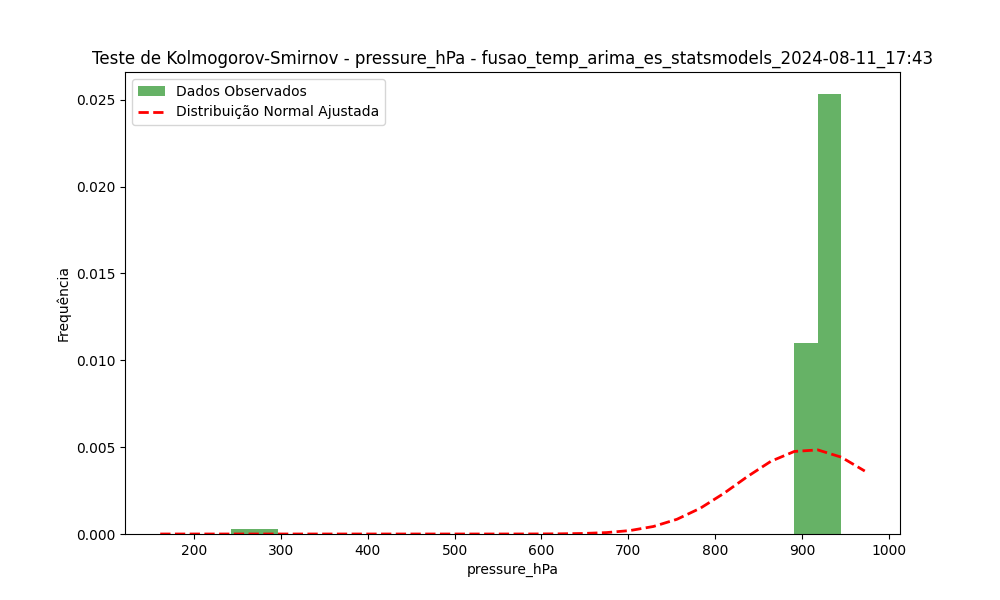 Teste de Kolmogorov-Smirnov - pressure_hPa - fusao_temp_arima_es_statsmodels_2024-08-11_17:43
Dados Observados
Distribuição Normal Ajustada
0.025
0.020
0.015
0.010
0.005
0.000
Frequência
200 300 400 500 600 700 800 900 1000
pressure_hPa